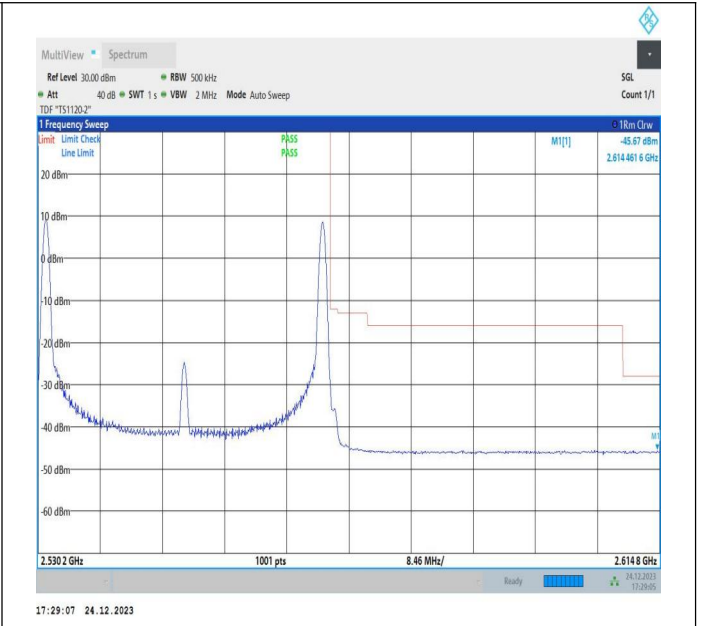 R S
MultiView Spectrum
Ref Level 30.00 dBm RBW 500 kHz SGL
Att 40 dB SWT 1 s VBW 2 MHz Mode Auto Sweep Count 1/1
TDF "TS1120-2"
1 Frequency Sweep 1Rm Clrw
Limit Limit Check PASS M1[1] -45.67 dBm
Line Limit PASS 2.614 461 6 GHz
20 dBm
10 dBm
0 dBm
-10 dBm
-20 dBm
-30 dBm
-40 dBm
M1
-50 dBm
-60 dBm
2.530 2 GHz 1001 pts 8.46 MHz/ 2.614 8 GHz
Ready 24.12.2023
17:29:05
17:29:07 24.12.2023